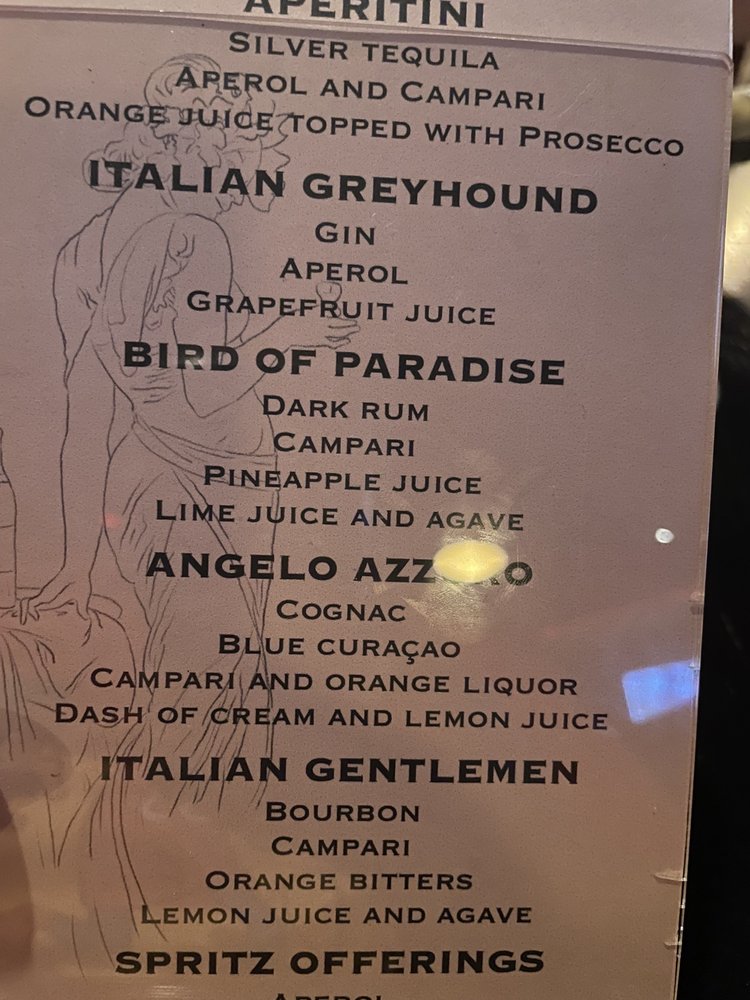 APERITINI
SILVER TEQUILA
APEROL AND CAMPARI
ORANGE JUICE TOPPED WITH PROSECCO
ITALIAN GREYHOUND
GIN
APEROL
GRAPEFRUIT JUICE
BIRD OF PARADISE
DARK RUM
CAMPARI
PINEAPPLE JUICE
LIME JUICE AND AGAVE
ANGELO
COGNAC
BLUE CURAÇAO
CAMPARI AND ORANGE LIQUOR
DASH OF CREAM AND LEMON JUICE
ITALIAN GENTLEMEN
BOURBON
CAMPARI
ORANGE BITTERS
LEMON JUICE AND AGAVE
SPRITZ OFFERINGS
APEROL